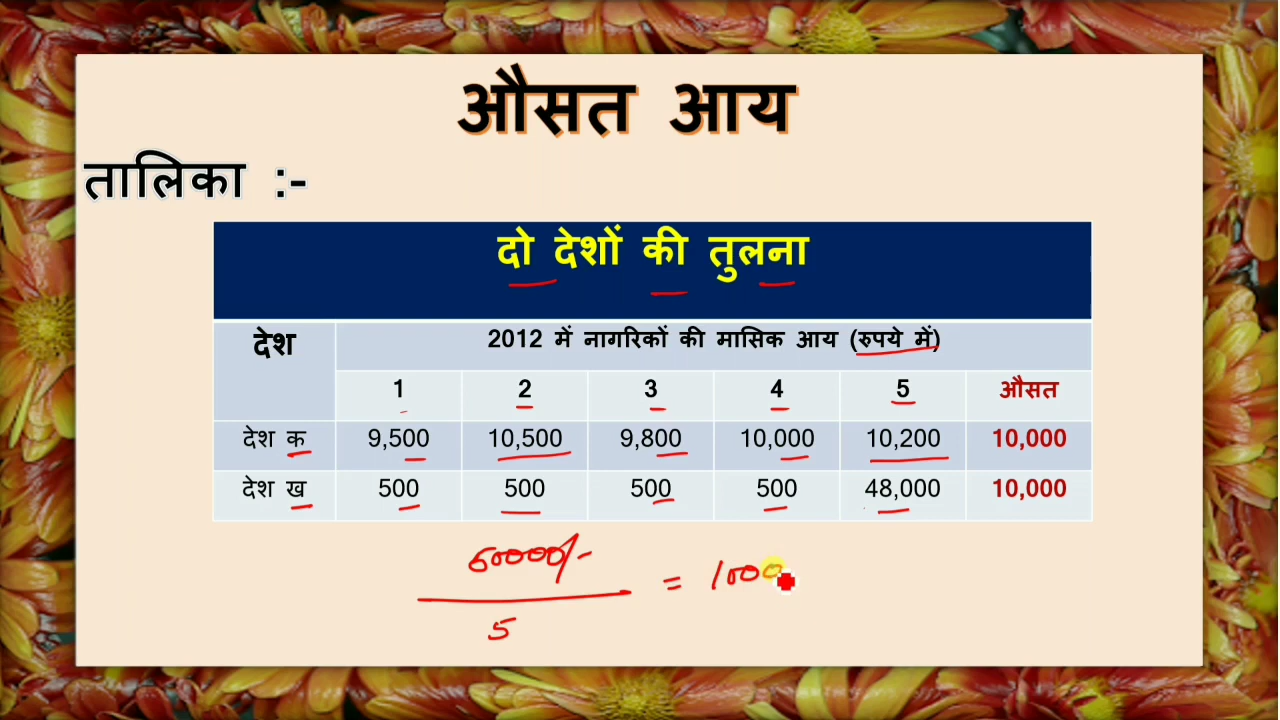 औसत आय
तालिका :-
दो देशों की तुलना
देश 2012 में नागरिकों की मासिक आय (रुपये में)
1 2 3 4 5 औसत
देश क 9,500 10,500 9,800 10,000 10,200 10,000
देश ख 500 500 500 500 48,000 10,000
50000/-
= 1000
5